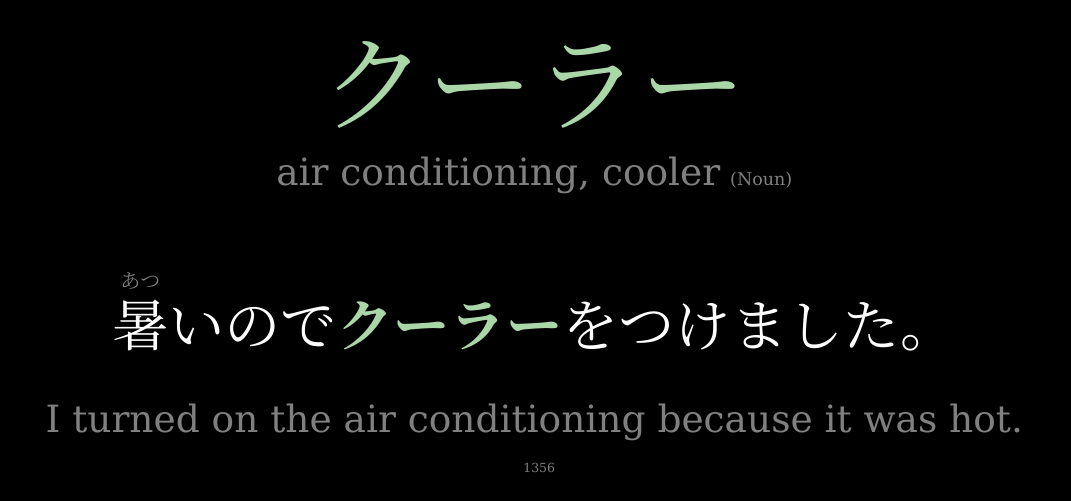 クーラー
air conditioning, cooler (Noun)
あつ
暑いのでクーラーをつけました。
I turned on the air conditioning because it was hot.
1356